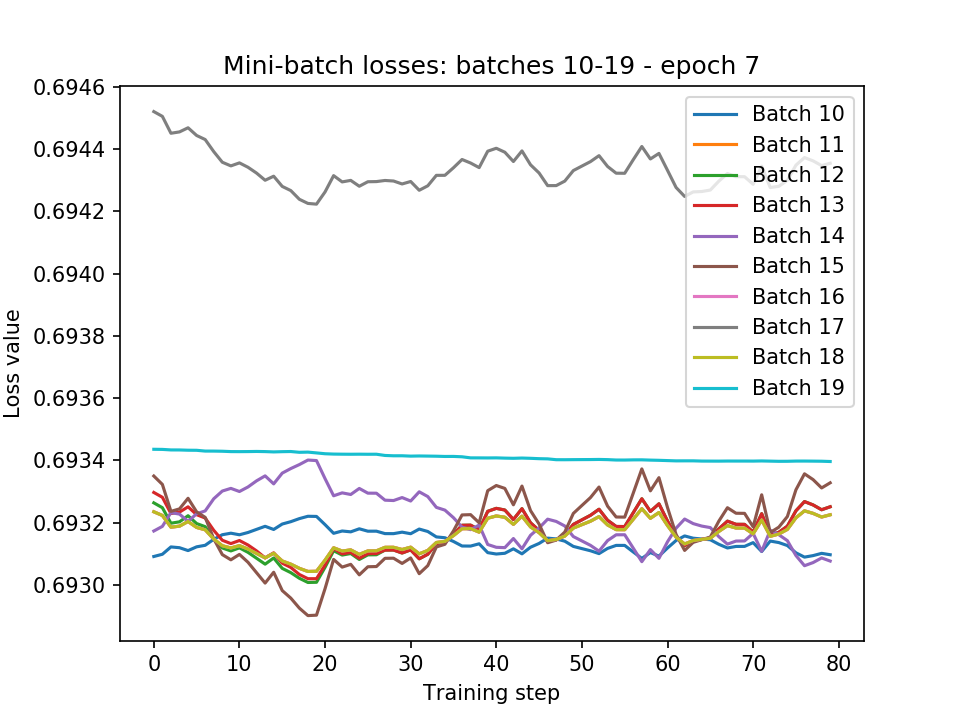 Mini-batch losses: batches 10-19 - epoch 7
0.6946
0.6944
0.6942
0.6940
0.6938
0.6936
0.6934
0.6932
0.6930
Loss value
0 10 20 30 40 50 60 70 80
Training step
Batch 10
Batch 11
Batch 12
Batch 13
Batch 14
Batch 15
Batch 16
Batch 17
Batch 18
Batch 19